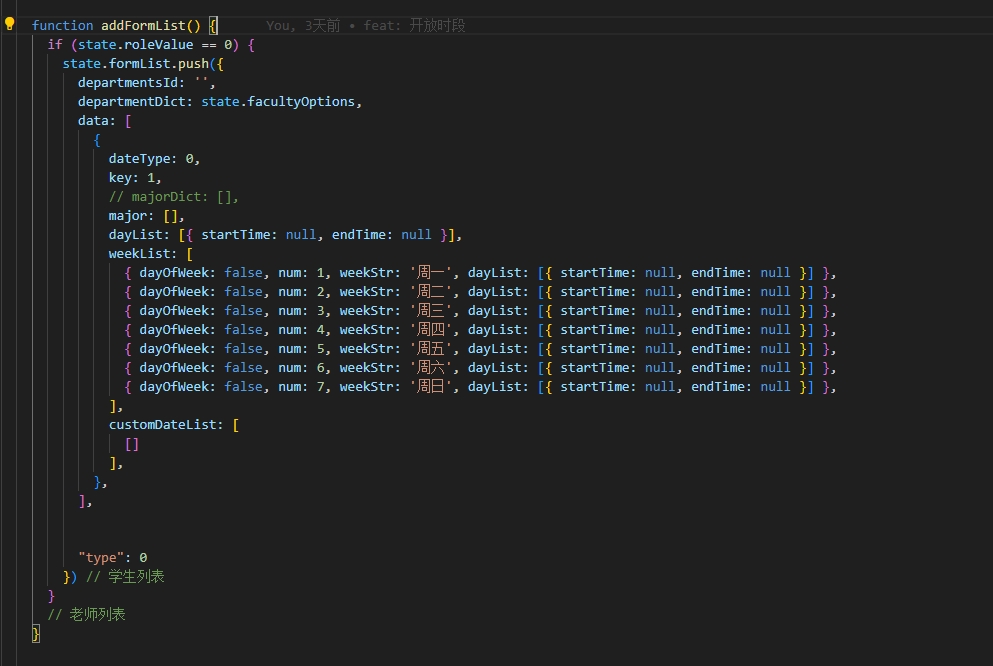 function addFormList() { You, 3天前 • feat: 开放时段
if (state.roleValue == 0) {
state.formList.push({
departmentsId: '',
departmentDict: state.facultyOptions,
data: [
{
dateType: 0,
key: 1,
// majorDict: [],
major: [],
dayList: [{ startTime: null, endTime: null }],
weekList: [
{ dayOfWeek: false, num: 1, weekStr: '周一', dayList: [{ startTime: null, endTime: null }] },
{ dayOfWeek: false, num: 2, weekStr: '周二', dayList: [{ startTime: null, endTime: null }] },
{ dayOfWeek: false, num: 3, weekStr: '周三', dayList: [{ startTime: null, endTime: null }] },
{ dayOfWeek: false, num: 4, weekStr: '周四', dayList: [{ startTime: null, endTime: null }] },
{ dayOfWeek: false, num: 5, weekStr: '周五', dayList: [{ startTime: null, endTime: null }] },
{ dayOfWeek: false, num: 6, weekStr: '周六', dayList: [{ startTime: null, endTime: null }] },
{ dayOfWeek: false, num: 7, weekStr: '周日', dayList: [{ startTime: null, endTime: null }] },
],
customDateList: [
[]
],
},
],
"type": 0
}) // 学生列表
}
// 老师列表
}